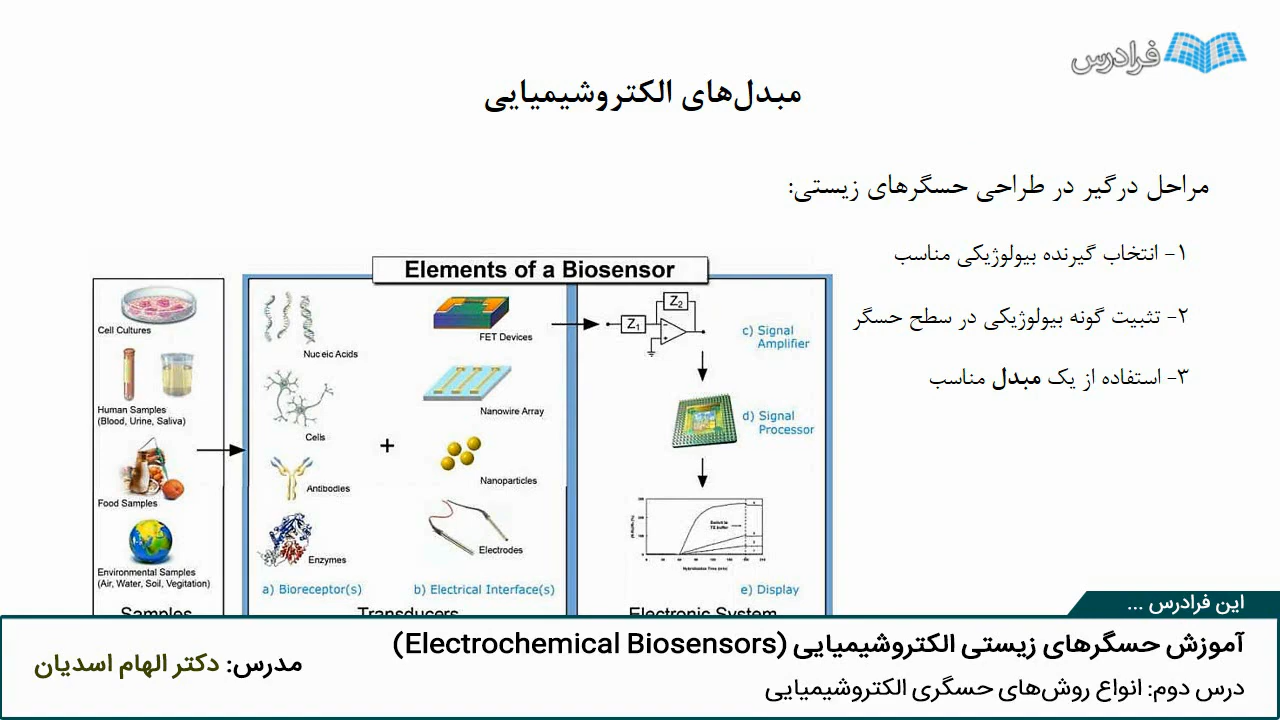 فرادرس
مبدل‌های الکتروشیمیایی
مراحل درگیر در طراحی حسگرهای زیستی:
۱- انتخاب گیرنده بیولوژیکی مناسب
۲- تثبیت گونه بیولوژیکی در سطح حسگر
۳- استفاده از یک مبدل مناسب
Elements of a Biosensor
Cell Cultures
Human Samples
(Blood, Urine, Saliva)
Food Samples
Environmental Samples
(Air, Water, Soil, Vegitation)
Samples
Nucleic Acids
Cells
Antibodies
Enzymes
a) Bioreceptor(s)
+
FET Devices
Nanowire Array
Nanoparticles
Electrodes
b) Electrical Interface(s)
Transducers
Z1
Z2
c) Signal
Amplifier
d) Signal
Processor
e) Display
Electronic System
این فرادرس ...
آموزش حسگرهای زیستی الکتروشیمیایی (Electrochemical Biosensors)
درس دوم: انواع روش‌های حسگری الکتروشیمیایی
مدرس: دکتر الهام اسدیان